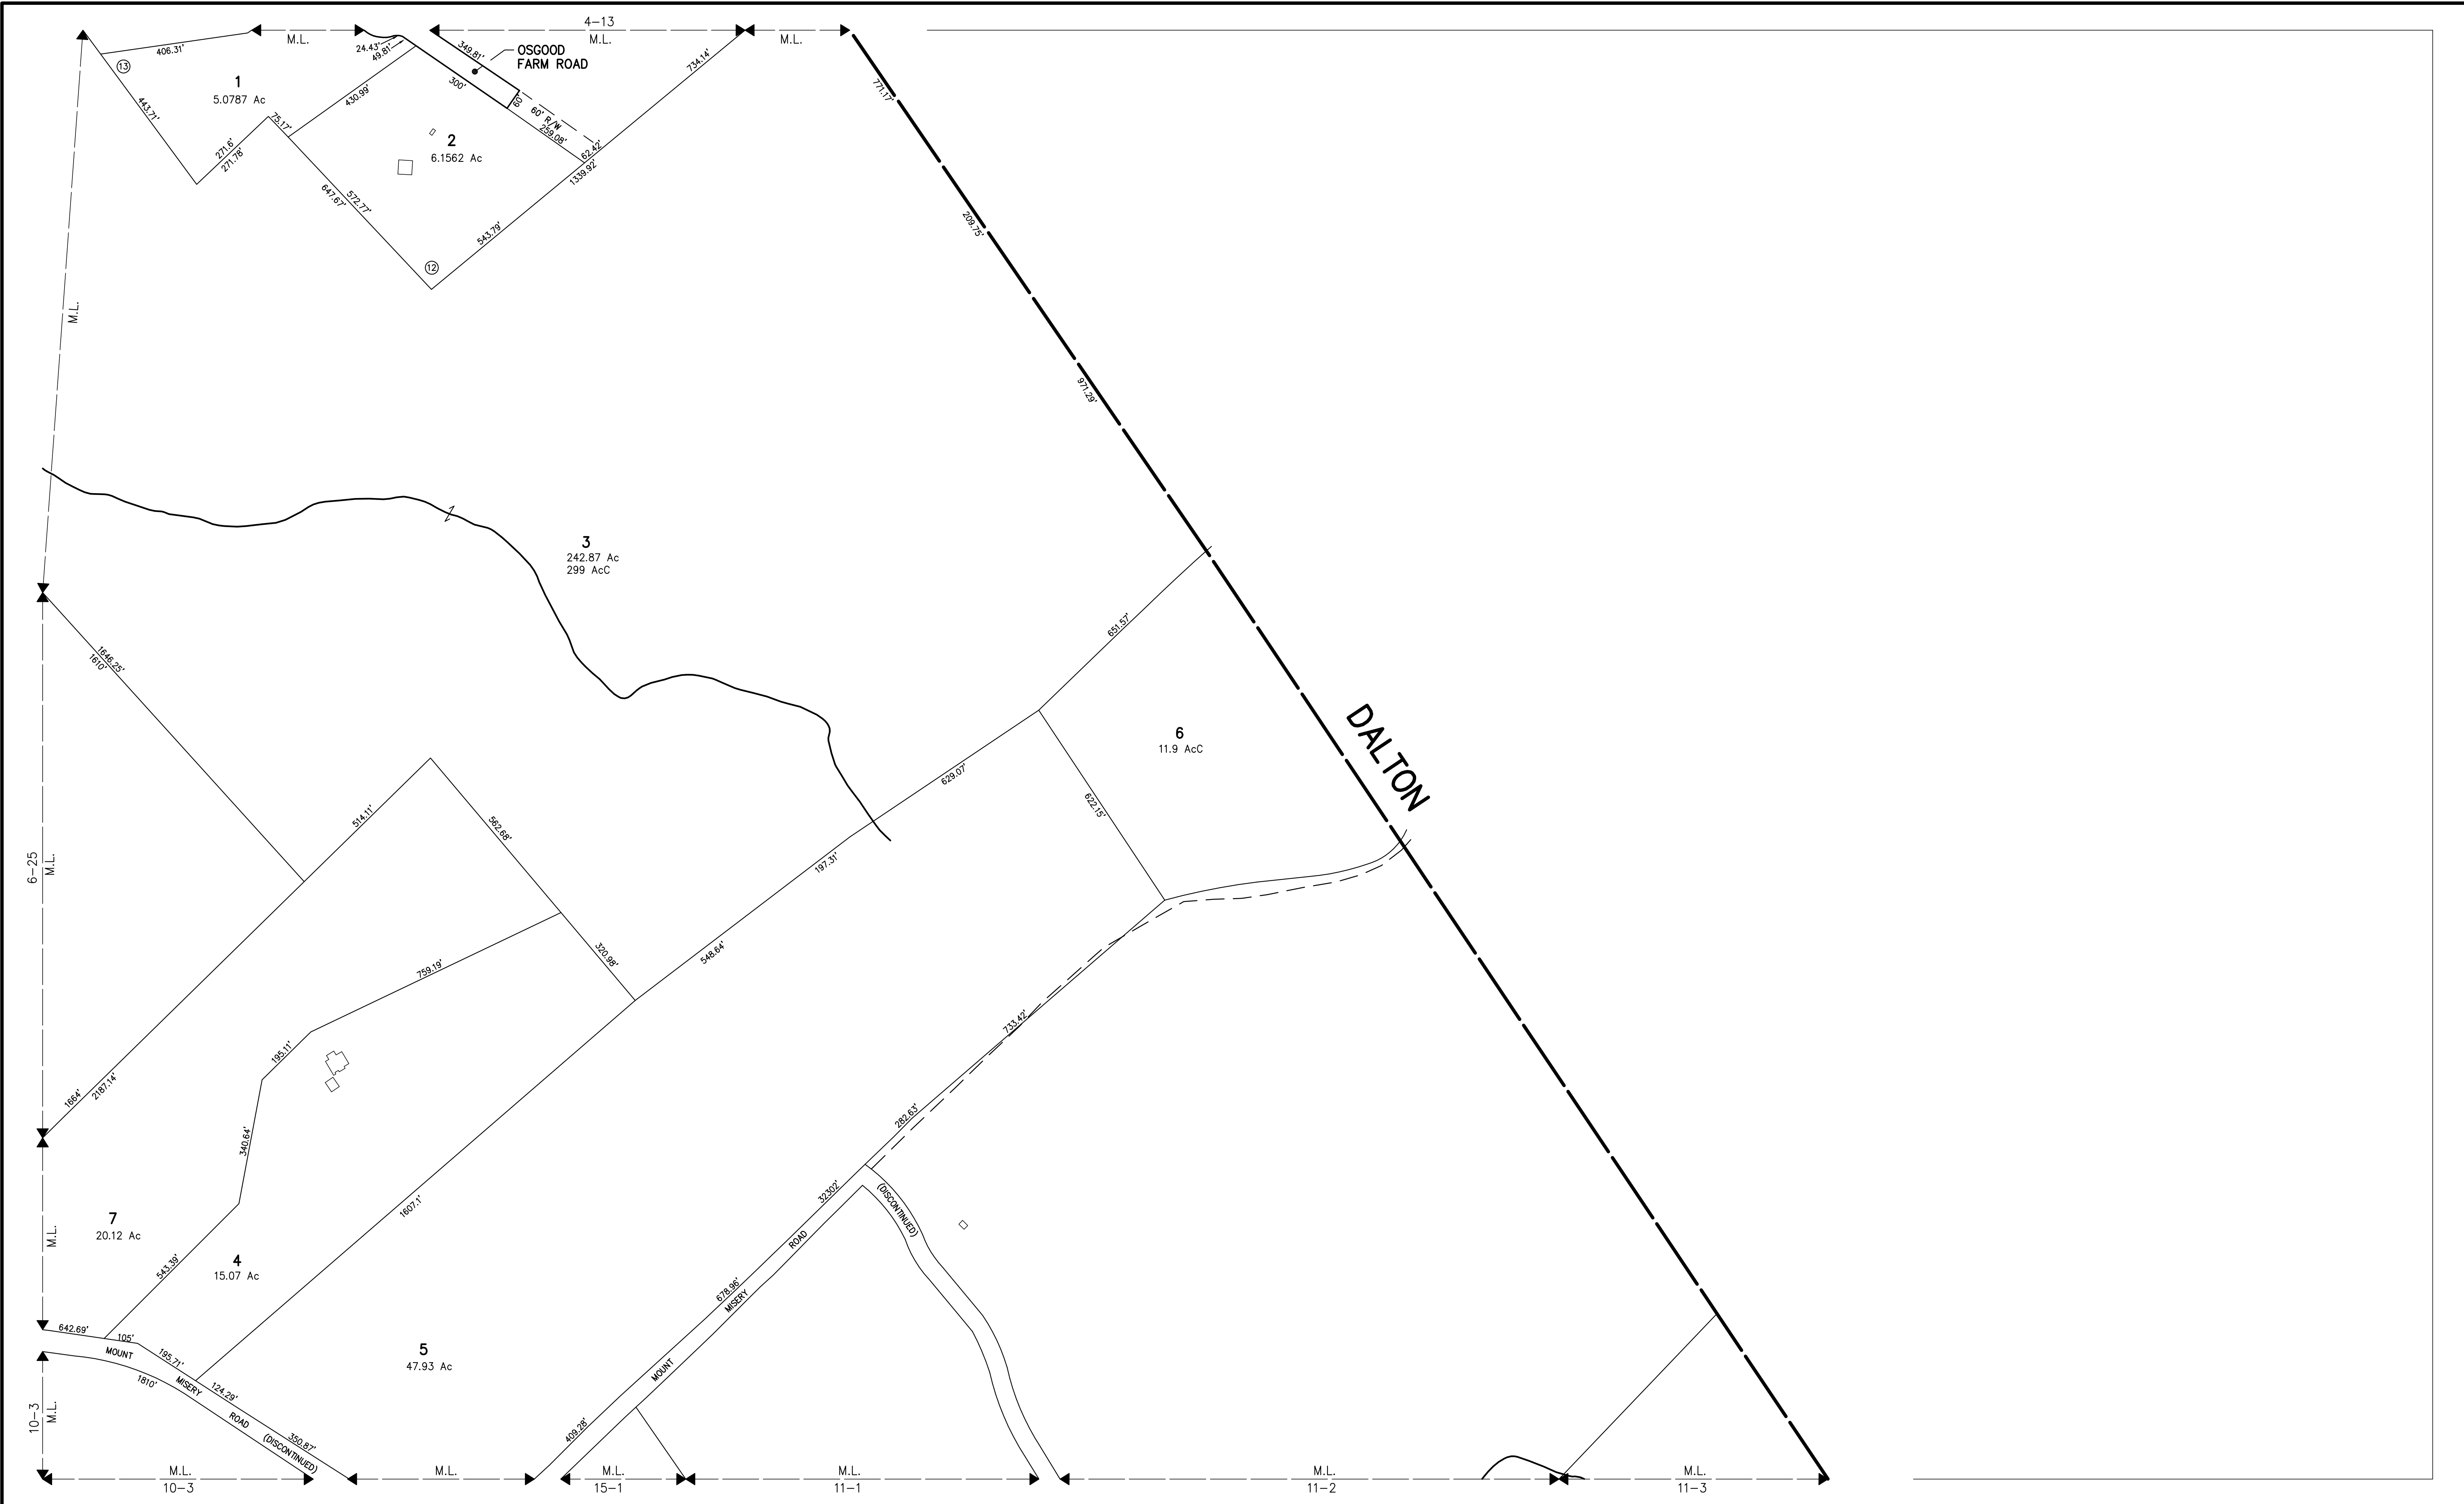 4-13
M.L.
M.L.
M.L.
406.31'
24.43'
49.81'
349.81'
OSGOOD
FARM ROAD
734.14'
771.17'
13
1
5.0787 Ac
443.71'
75.17'
430.99'
300'
60'
60' R/W
259.08'
62.42'
1339.92'
2
6.1562 Ac
271.6'
271.78'
572.77'
647.67'
543.79'
12
209.75'
M.L.
971.29'
3
242.87 Ac
299 AcC
651.57'
1646.25'
1610'
6
11.9 AcC
DALTON
629.07'
622.15'
514.11'
562.68'
197.31'
6-25
M.L.
759.19'
320.98'
548.64'
733.42'
195.11'
1664'
2187.14'
282.63'
340.64'
32302'
(DISCONTINUED)
1607.1'
7
20.12 Ac
M.L.
ROAD
4
15.07 Ac
543.39'
678.96'
MISERY
642.69'
105'
MOUNT
195.71'
5
47.93 Ac
MOUNT
1810'
MISERY
124.29'
ROAD
350.87'
(DISCONTINUED)
409.28'
10-3
M.L.
M.L.
M.L.
M.L.
M.L.
M.L.
M.L.
10-3
15-1
11-1
11-2
11-3